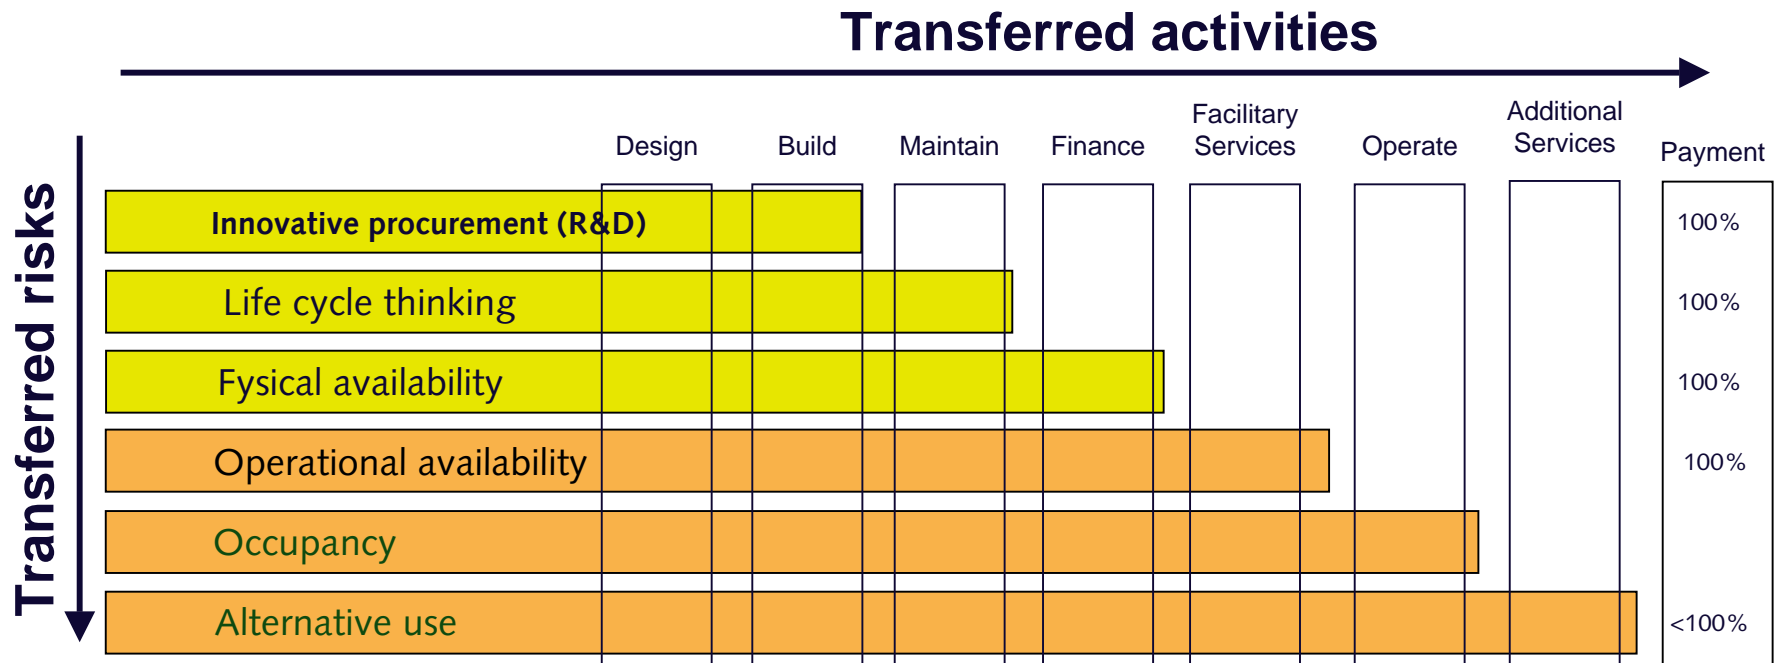 Transferred activities
Transferred risks
Design
Build
Maintain
Finance
Facilitary
Services
Operate
Additional
Services
Payment
Innovative procurement (R&D)
100%
Life cycle thinking
100%
Fysical availability
100%
Operational availability
100%
Occupancy
Alternative use
<100%